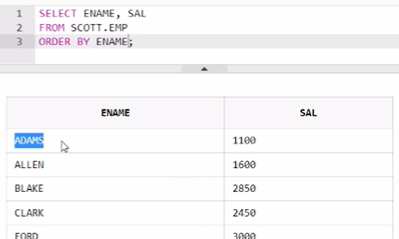 1 SELECT ENAME, SAL
2 FROM SCOTT.EMP
3 ORDER BY ENAME;
ENAME SAL
ADAMS 1100
ALLEN 1600
BLAKE 2850
CLARK 2450
FORD 3000